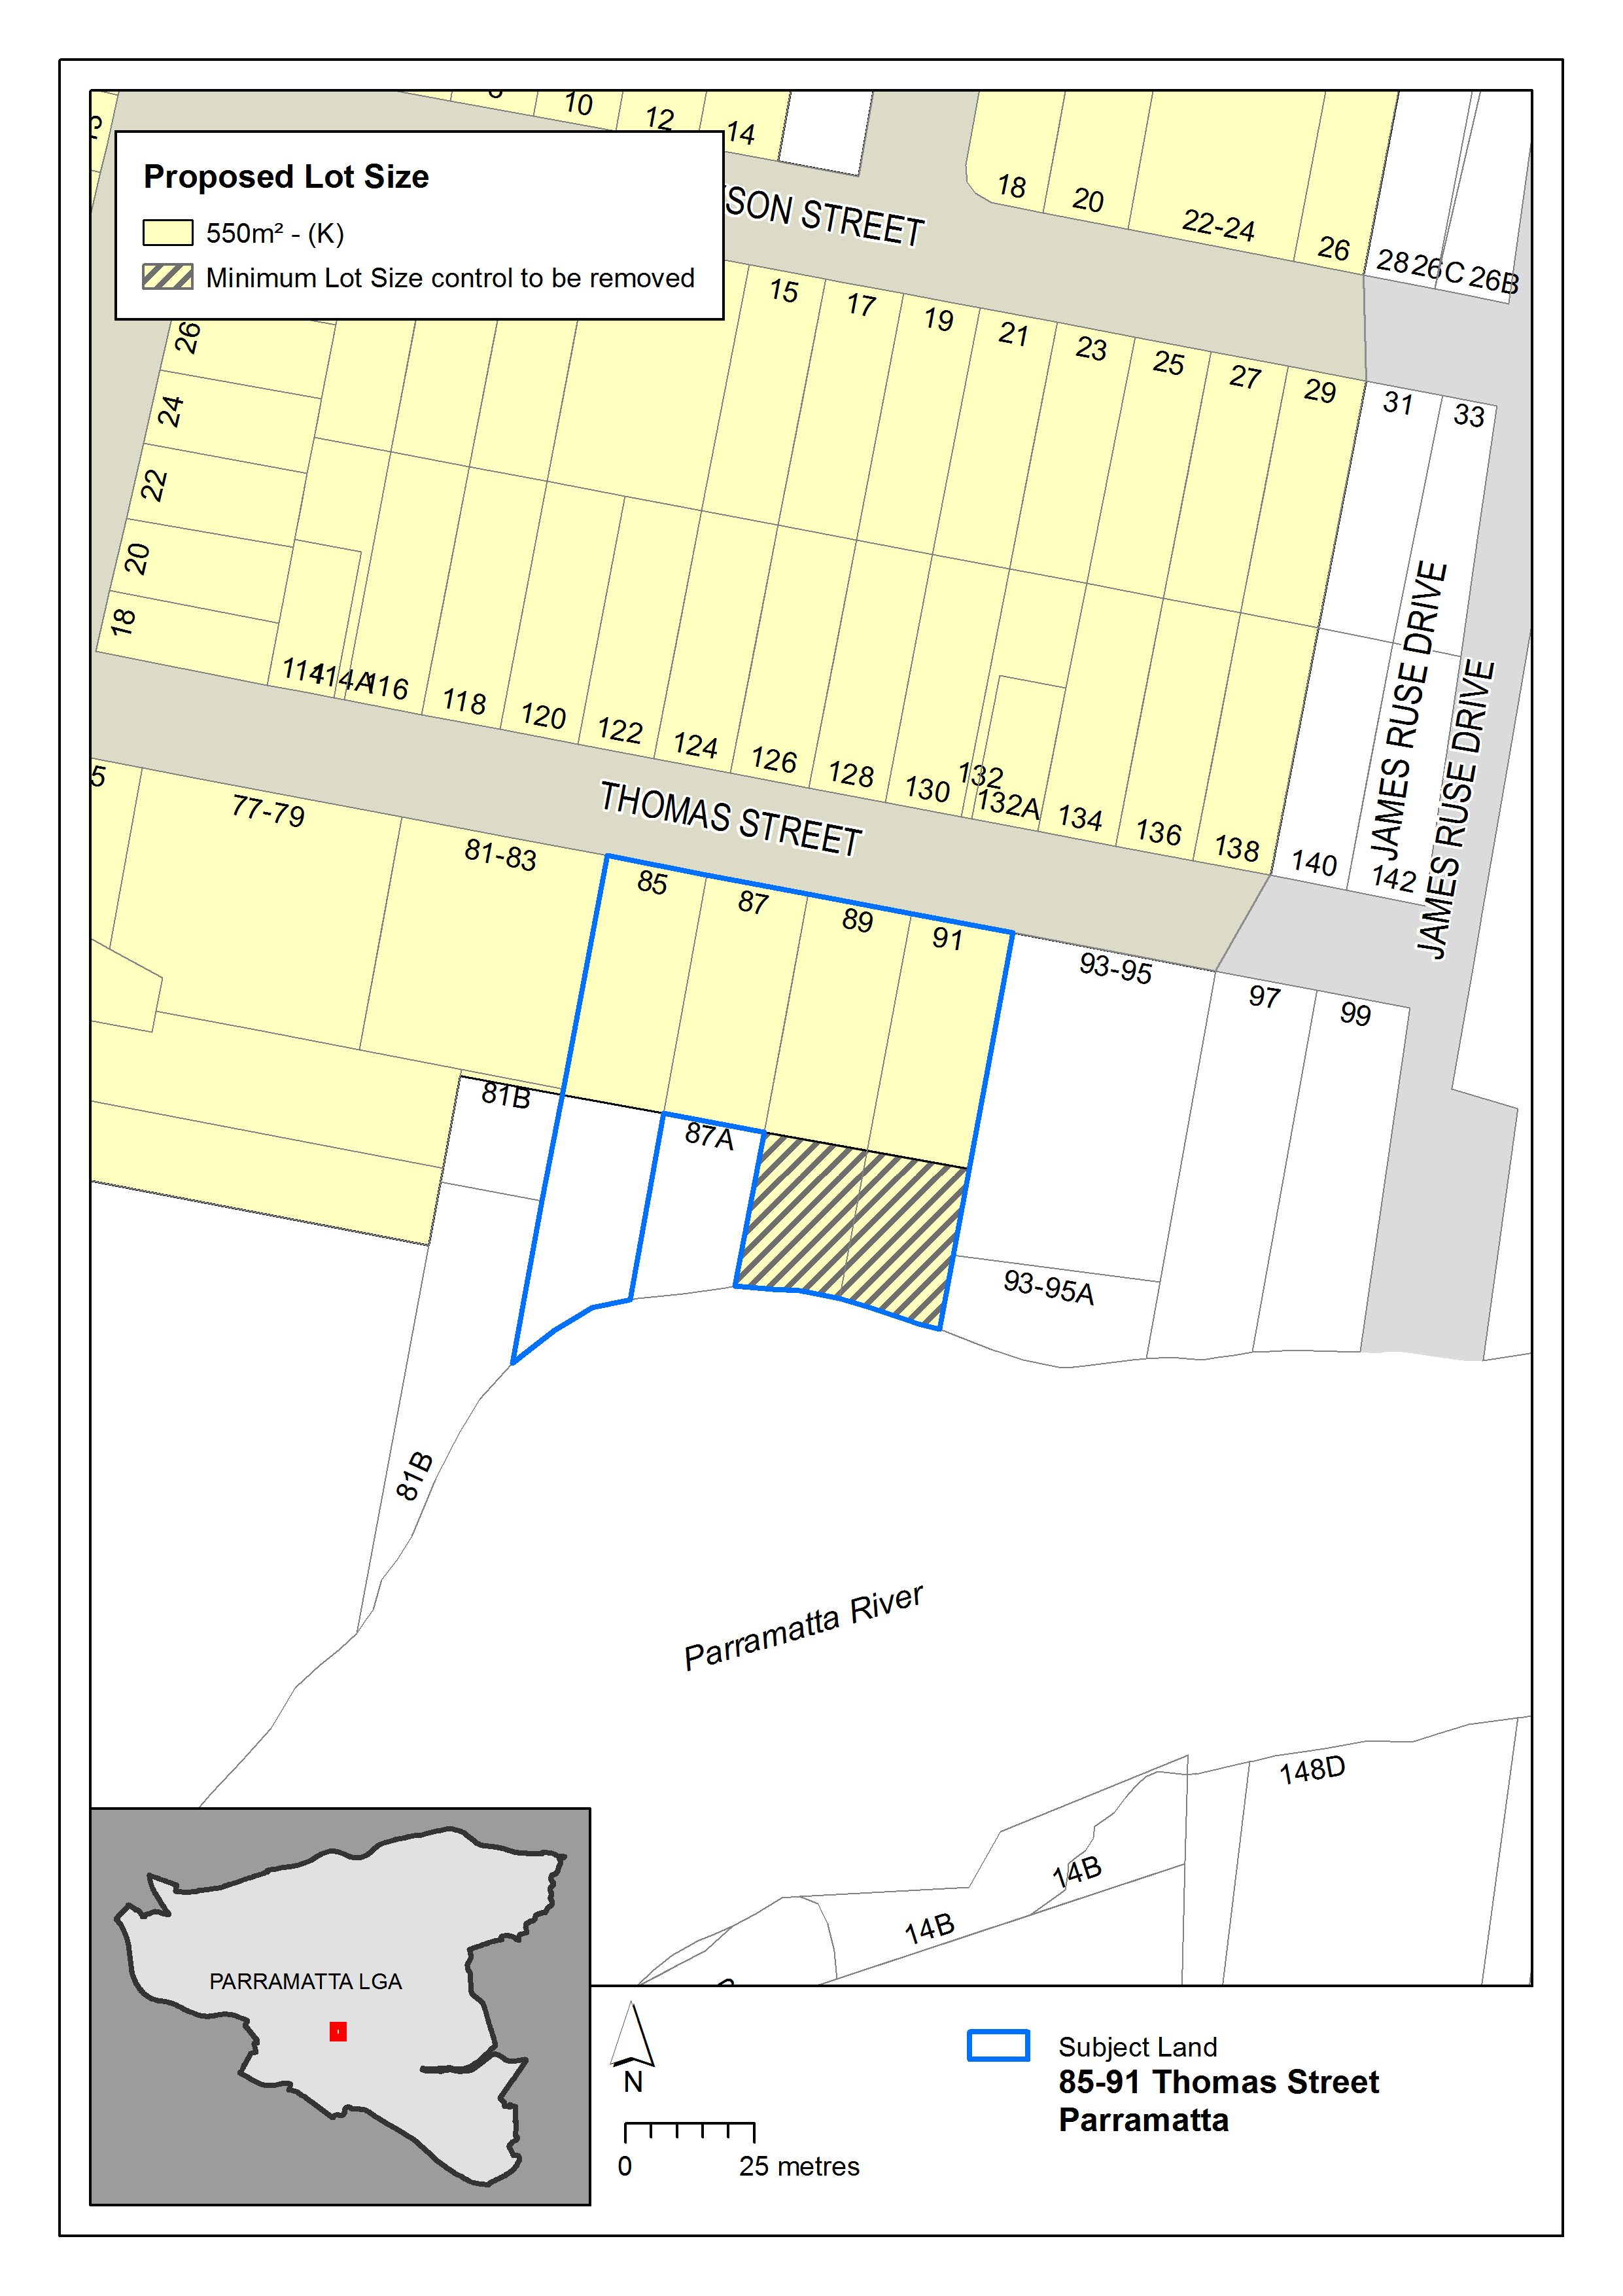 10
12
14
Proposed Lot Size
550m² - (K)
Minimum Lot Size control to be removed
SON STREET
18
20
22-24
26
28
26C
26B
15
17
19
21
23
25
27
29
31
33
26
24
22
20
18
114
114A
116
118
120
122
124
126
128
130
132
132A
134
136
138
140
142
JAMES RUSE DRIVE
JAMES RUSE DRIVE
THOMAS STREET
5
77-79
81-83
85
87
89
91
93-95
97
99
81B
87A
93-95A
81B
Parramatta River
148D
14B
14B
PARRAMATTA LGA
N
0
25 metres
Subject Land
85-91 Thomas Street
Parramatta